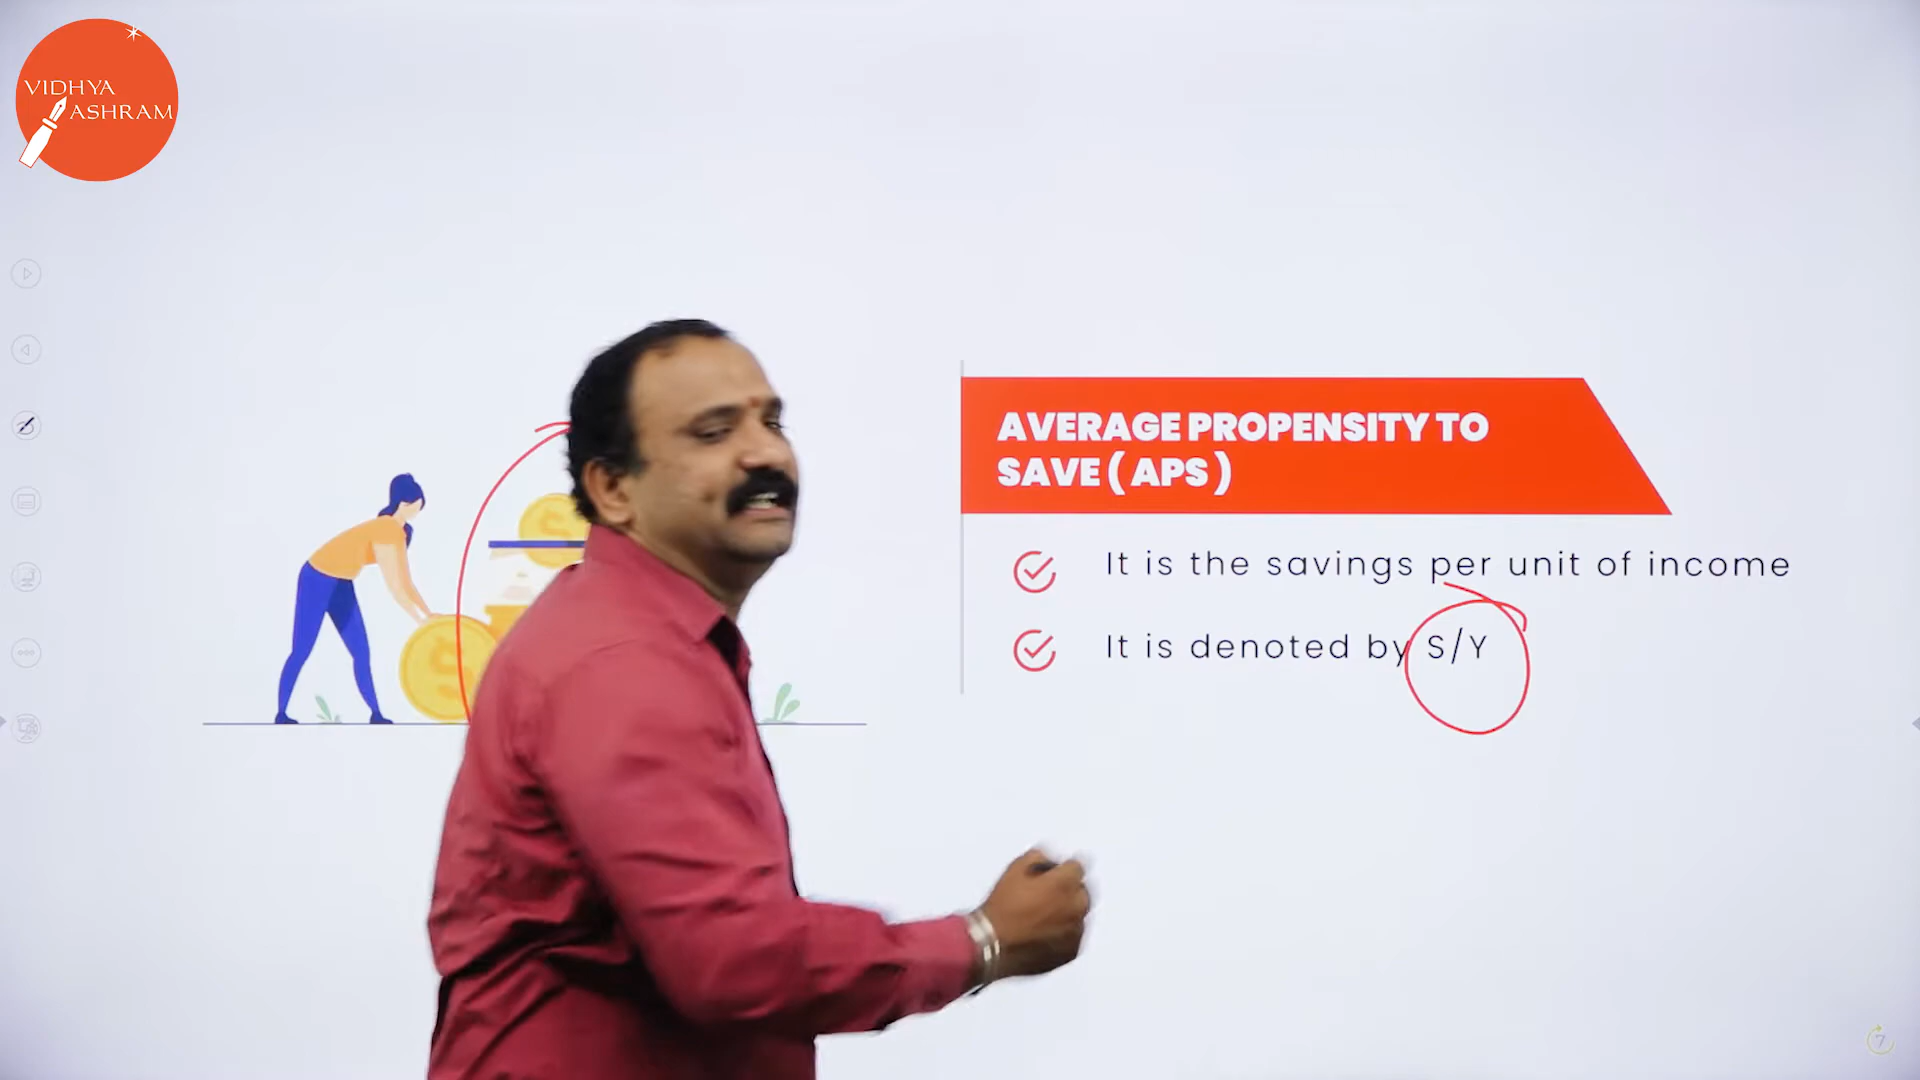 VIDHYA
ASHRAM
AVERAGE PROPENSITY TO
SAVE ( APS )
It is the savings per unit of income
It is denoted by S/Y
7